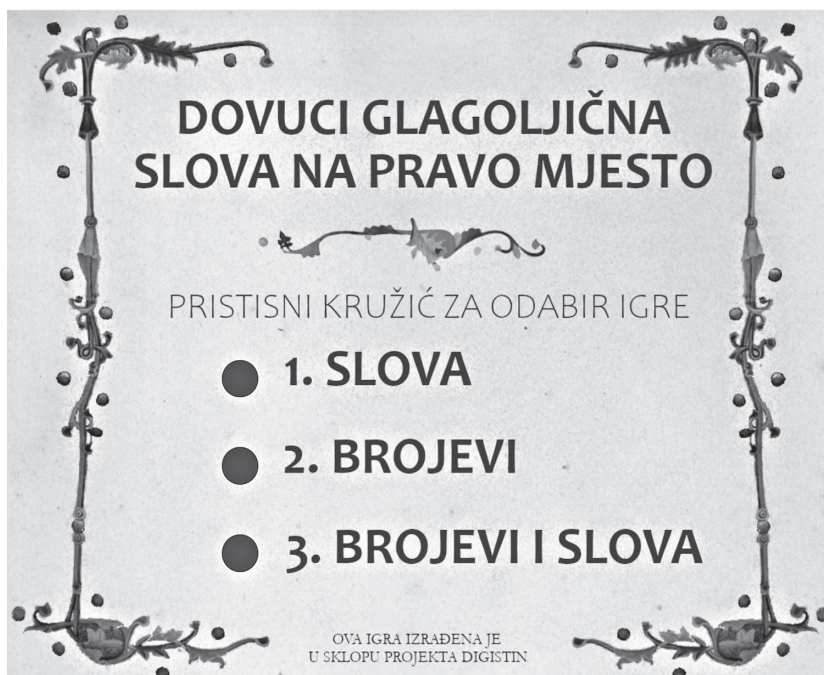 DOVUCI GLAGOLJIČNA
SLOVA NA PRAVO MJESTO
PRISTISNI KRUŽIĆ ZA ODABIR IGRE
1. SLOVA
2. BROJEVI
3. BROJEVI I SLOVA
OVA IGRA IZRAĐENA JE
U SKLOPU PROJEKTA DIGISTIN